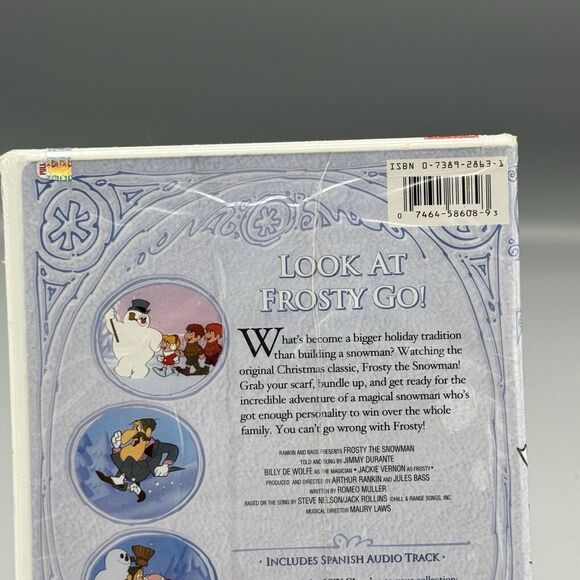 ISBN 0-7389-2863-1
0 7464-58608-93
LOOK AT
FROSTY GO!
What's become a bigger holiday tradition
than building a snowman? Watching the
original Christmas classic, Frosty the Snowman!
Grab your scarf, bundle up, and get ready for the
incredible adventure of a magical snowman who's
got enough personality to win over the whole
family. You can't go wrong with Frosty!
RANKIN AND BASS PRESENTS FROSTY THE SNOWMAN
TOLD AND SUNG BY JIMMY DURANTE
BILLY DE WOLFE AS THE MAGICIAN • JACKIE VERNON AS FROSTY
PRODUCED AND DIRECTED BY ARTHUR RANKIN AND JULES BASS
WRITTEN BY ROMEO MULLER
BASED ON THE SONG BY STEVE NELSON/JACK ROLLINS ©HILL & RANGE SONGS, INC.
MUSICAL DIRECTOR MAURY LAWS
· INCLUDES SPANISH AUDIO TRACK ·